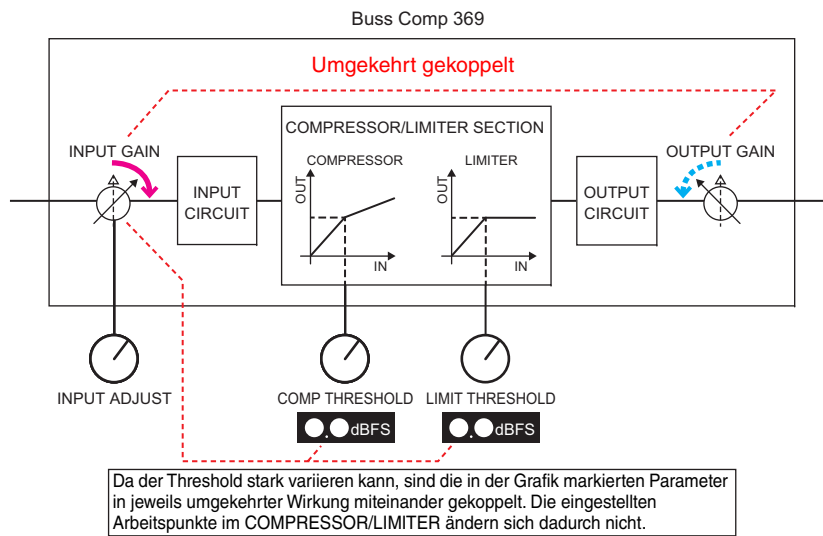 Buss Comp 369
Umgekehrt gekoppelt
COMPRESSOR/LIMITER SECTION
INPUT GAIN
OUTPUT GAIN
COMPRESSOR
LIMITER
INPUT
CIRCUIT
OUT
IN
OUT
IN
OUTPUT
CIRCUIT
INPUT ADJUST
COMP THRESHOLD
LIMIT THRESHOLD
. dBFS
. dBFS
Da der Threshold stark variieren kann, sind die in der Grafik markierten Parameter
in jeweils umgekehrter Wirkung miteinander gekoppelt. Die eingestellten
Arbeitspunkte im COMPRESSOR/LIMITER ändern sich dadurch nicht.